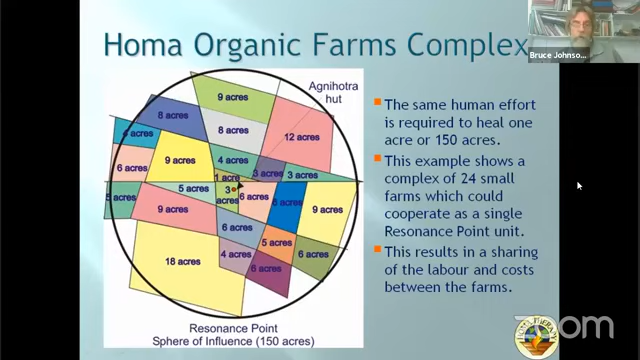 Homa Organic Farms Complex
Bruce Johnso...
Agnihotra
hut
9 acres
8 acres
8 acres
12 acres
6 acres
9 acres
4 acres
3 acres
3 acres
1 acre
3
acres
5 acres
6 acres
9 acres
9 acres
6 acres
5 acres
4 acres
6 acres
6 acres
18 acres
Resonance Point
Sphere of Influence (150 acres)
The same human effort
is required to heal one
acre or 150 acres.
This example shows a
complex of 24 small
farms which could
cooperate as a single
Resonance Point unit.
This results in a sharing
of the labour and costs
between the farms.
zoom